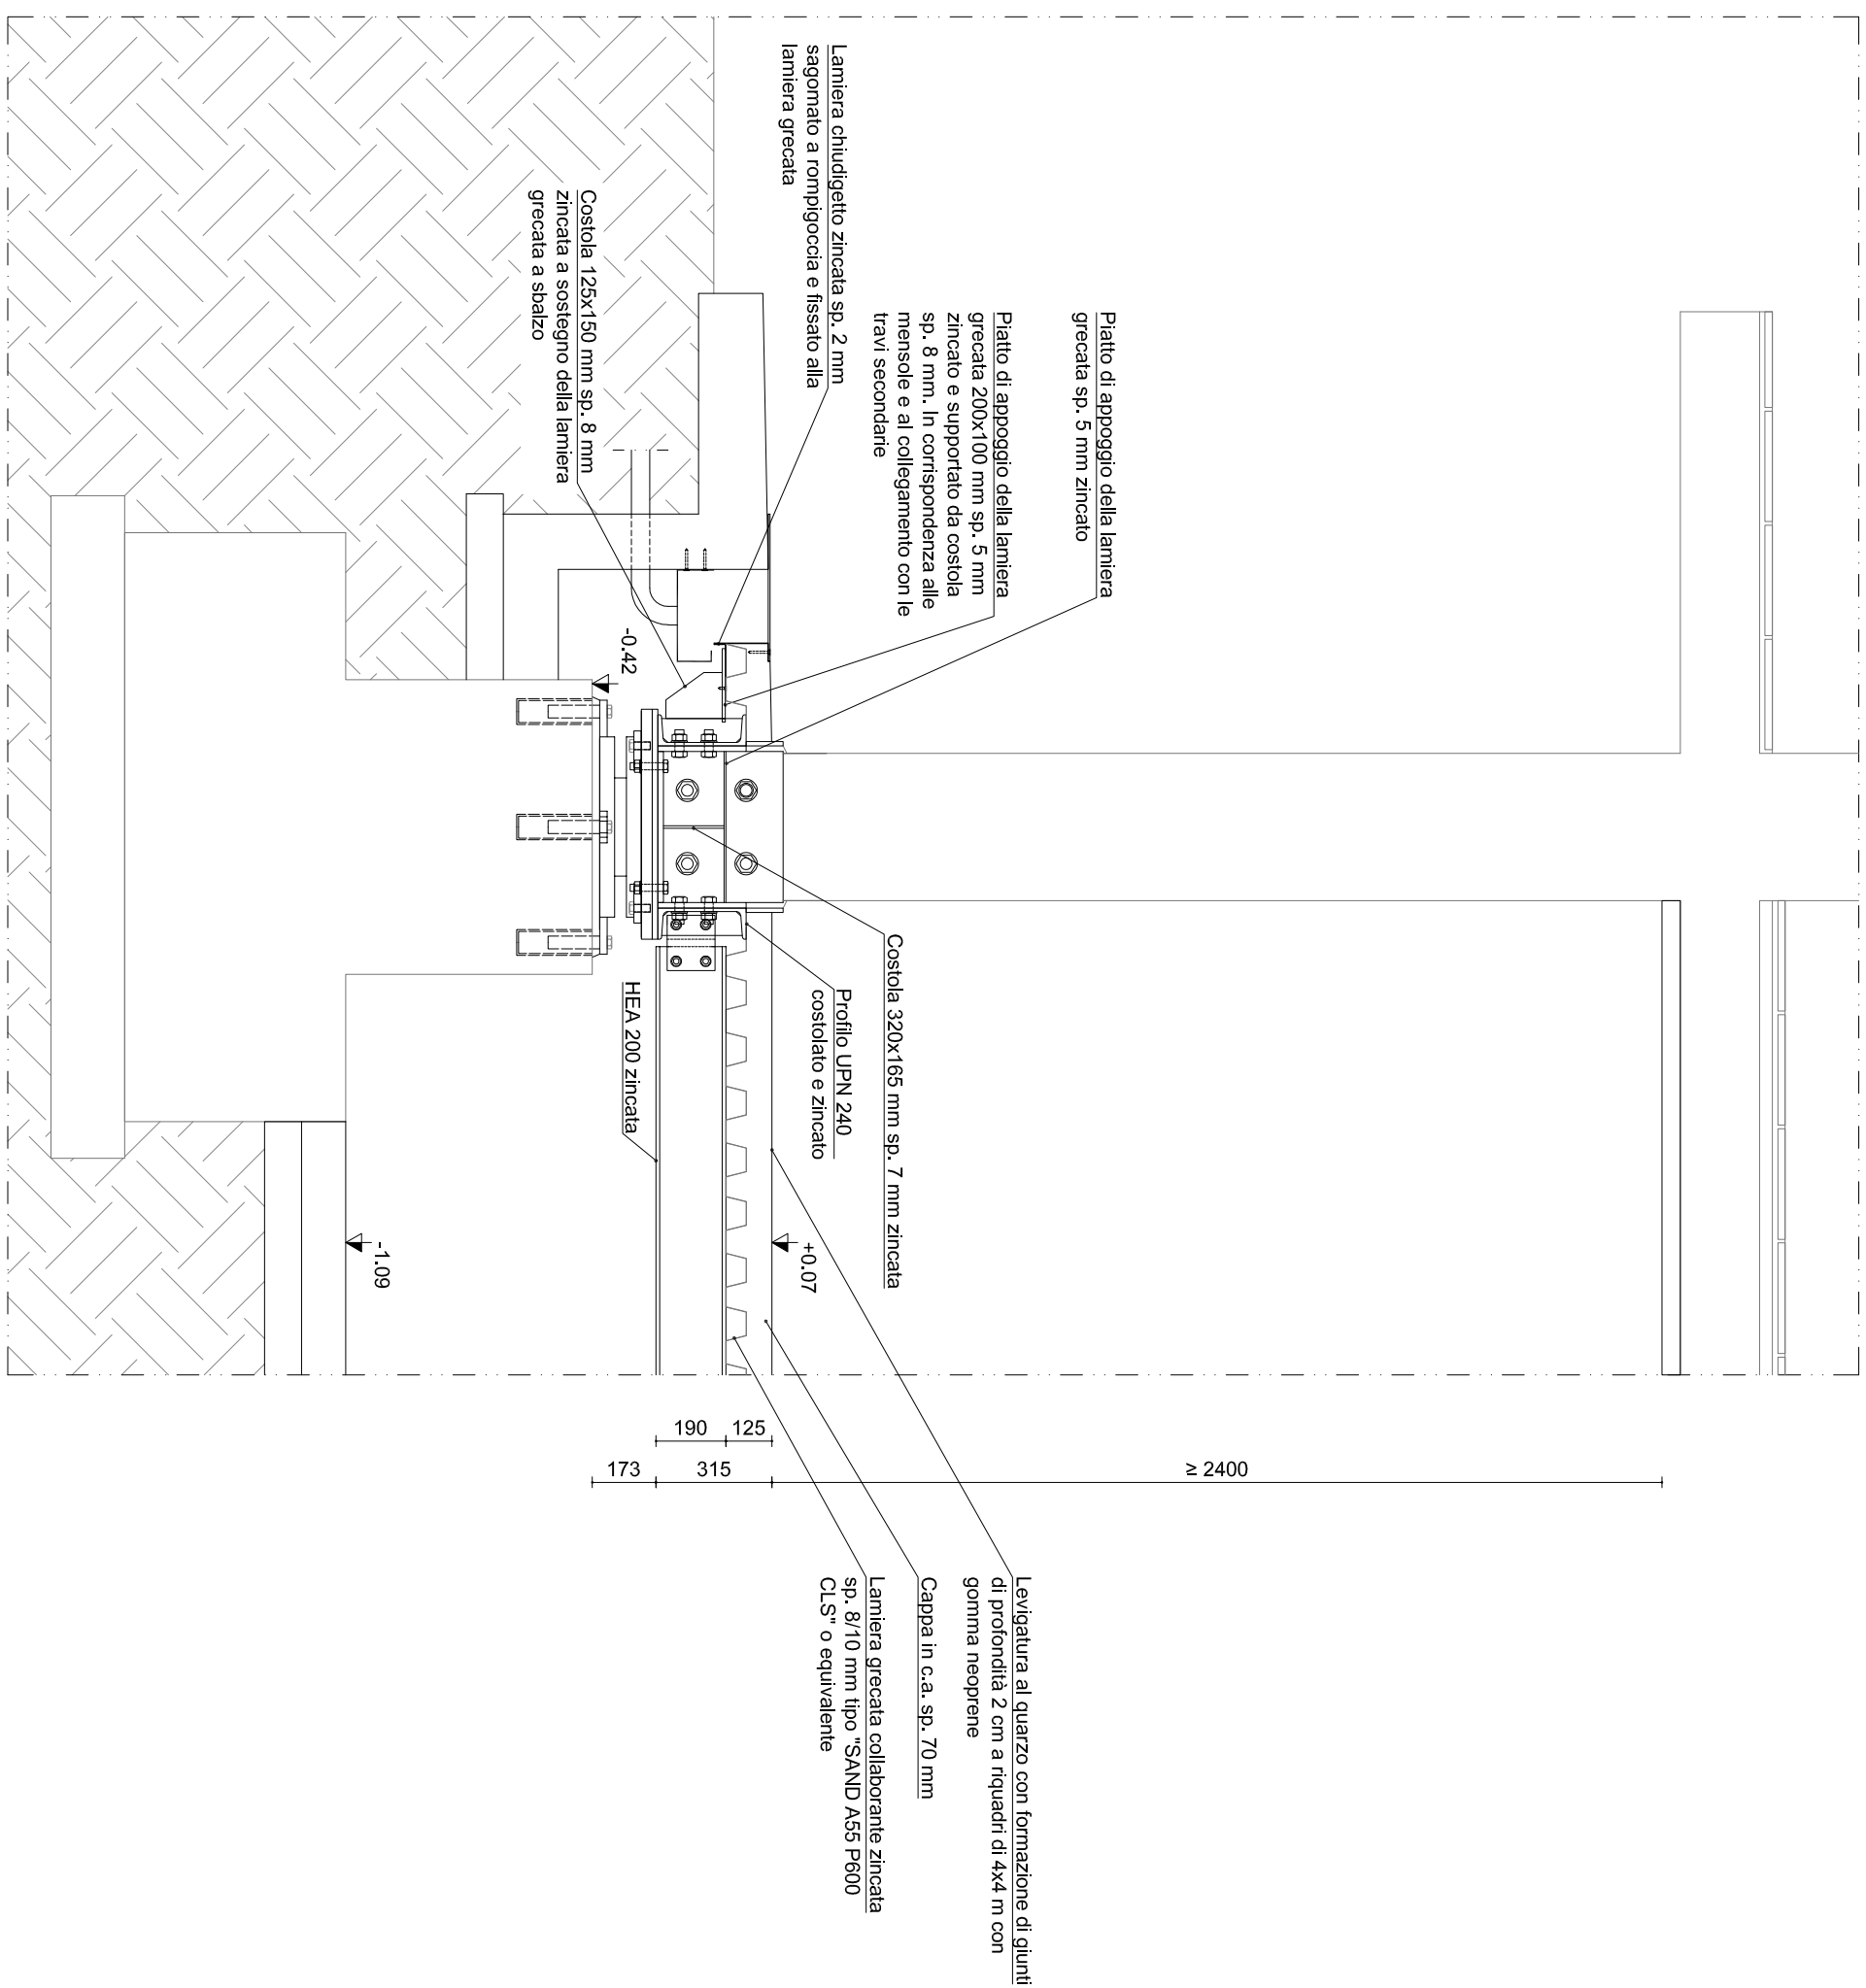 Piatto di appoggio della lamiera
grecata sp. 5 mm zincato
Piatto di appoggio della lamiera
grecata 200x100 mm sp. 5 mm
zincato e supportato da costola
sp. 8 mm. In corrispondenza alle
mensole e al collegamento con le
travi secondarie
Lamiera chiudigetto zincata sp. 2 mm
sagomato a rompigoccia e fissato alla
lamiera grecata
Costola 125x150 mm sp. 8 mm
zincata a sostegno della lamiera
grecata a sbalzo
-0.42
Costola 320x165 mm sp. 7 mm zincata
Profilo UPN 240
costolato e zincato
HEA 200 zincata
+0.07
-1.09
190
125
173
315
≥ 2400
Levigatura al quarzo con formazione di giunti
di profondità 2 cm a riquadri di 4x4 m con
gomma neoprene
Cappa in c.a. sp. 70 mm
Lamiera grecata collaborante zincata
sp. 8/10 mm tipo "SAND A55 P600
CLS" o equivalente